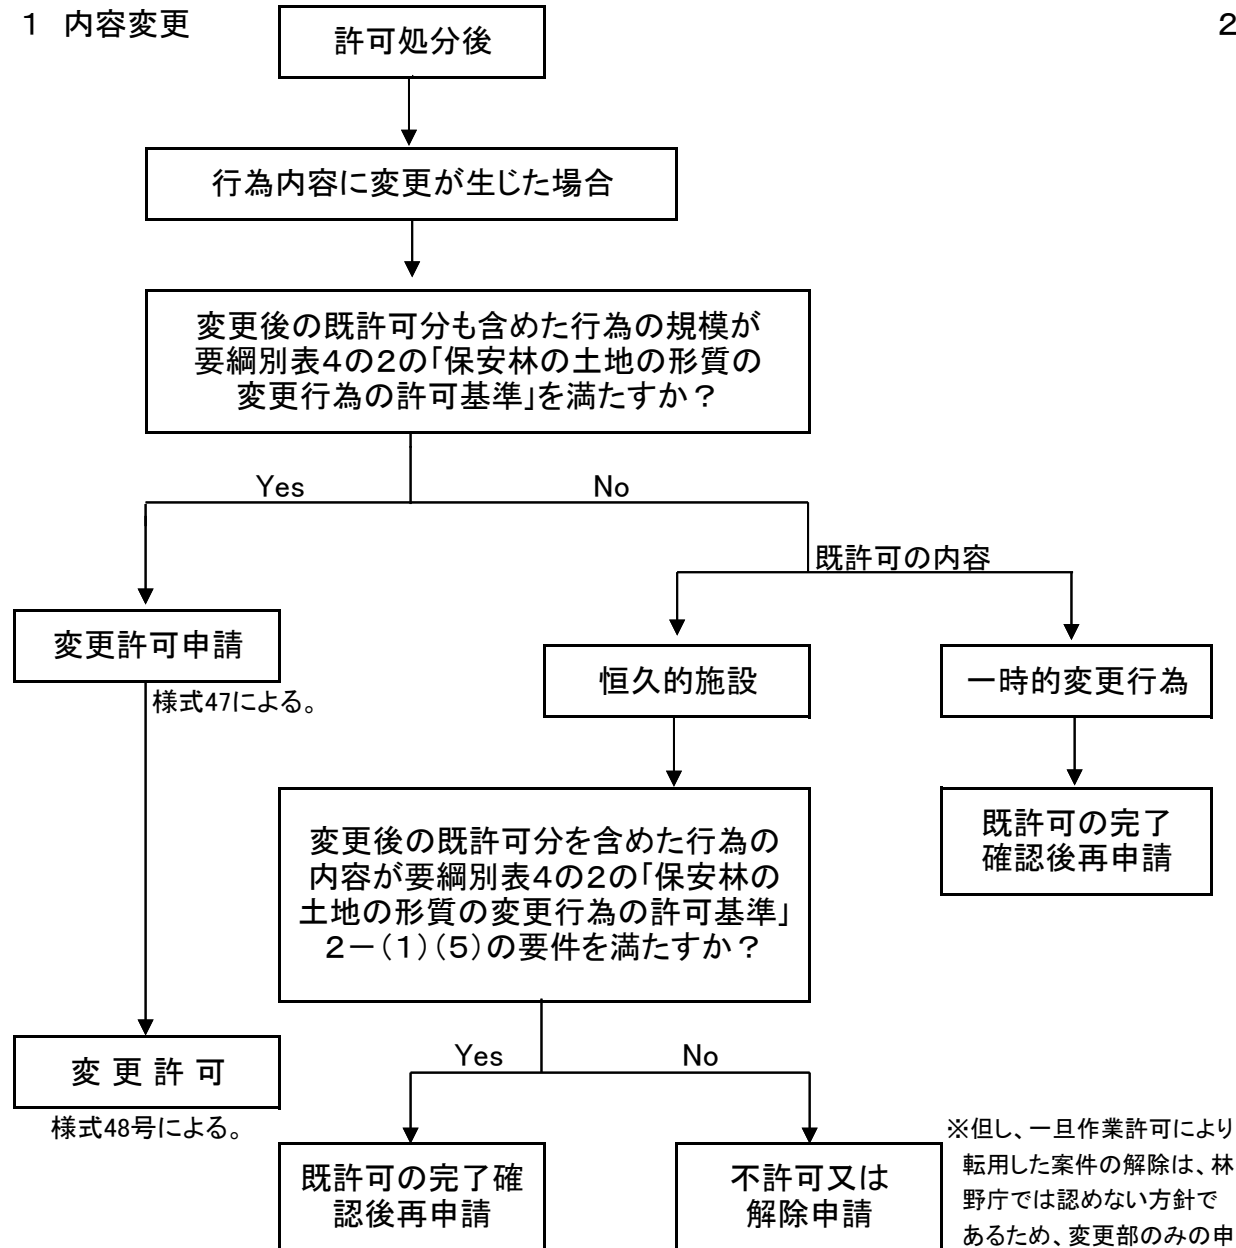 1 内容変更
2
許可処分後
行為内容に変更が生じた場合
変更後の既許可分も含めた行為の規模が
要綱別表4の2の「保安林の土地の形質の
変更行為の許可基準」を満たすか？
Yes
No
既許可の内容
変更許可申請
様式47による。
恒久的施設
一時的変更行為
変更後の既許可分を含めた行為の
内容が要綱別表4の2の「保安林の
土地の形質の変更行為の許可基準」
2－(1)(5)の要件を満たすか？
既許可の完了
確認後再申請
変 更 許 可
様式48号による。
Yes
No
既許可の完了確
認後再申請
不許可又は
解除申請
※但し、一旦作業許可により
転用した案件の解除は、林
野庁では認めない方針で
あるため、変更部のみの申